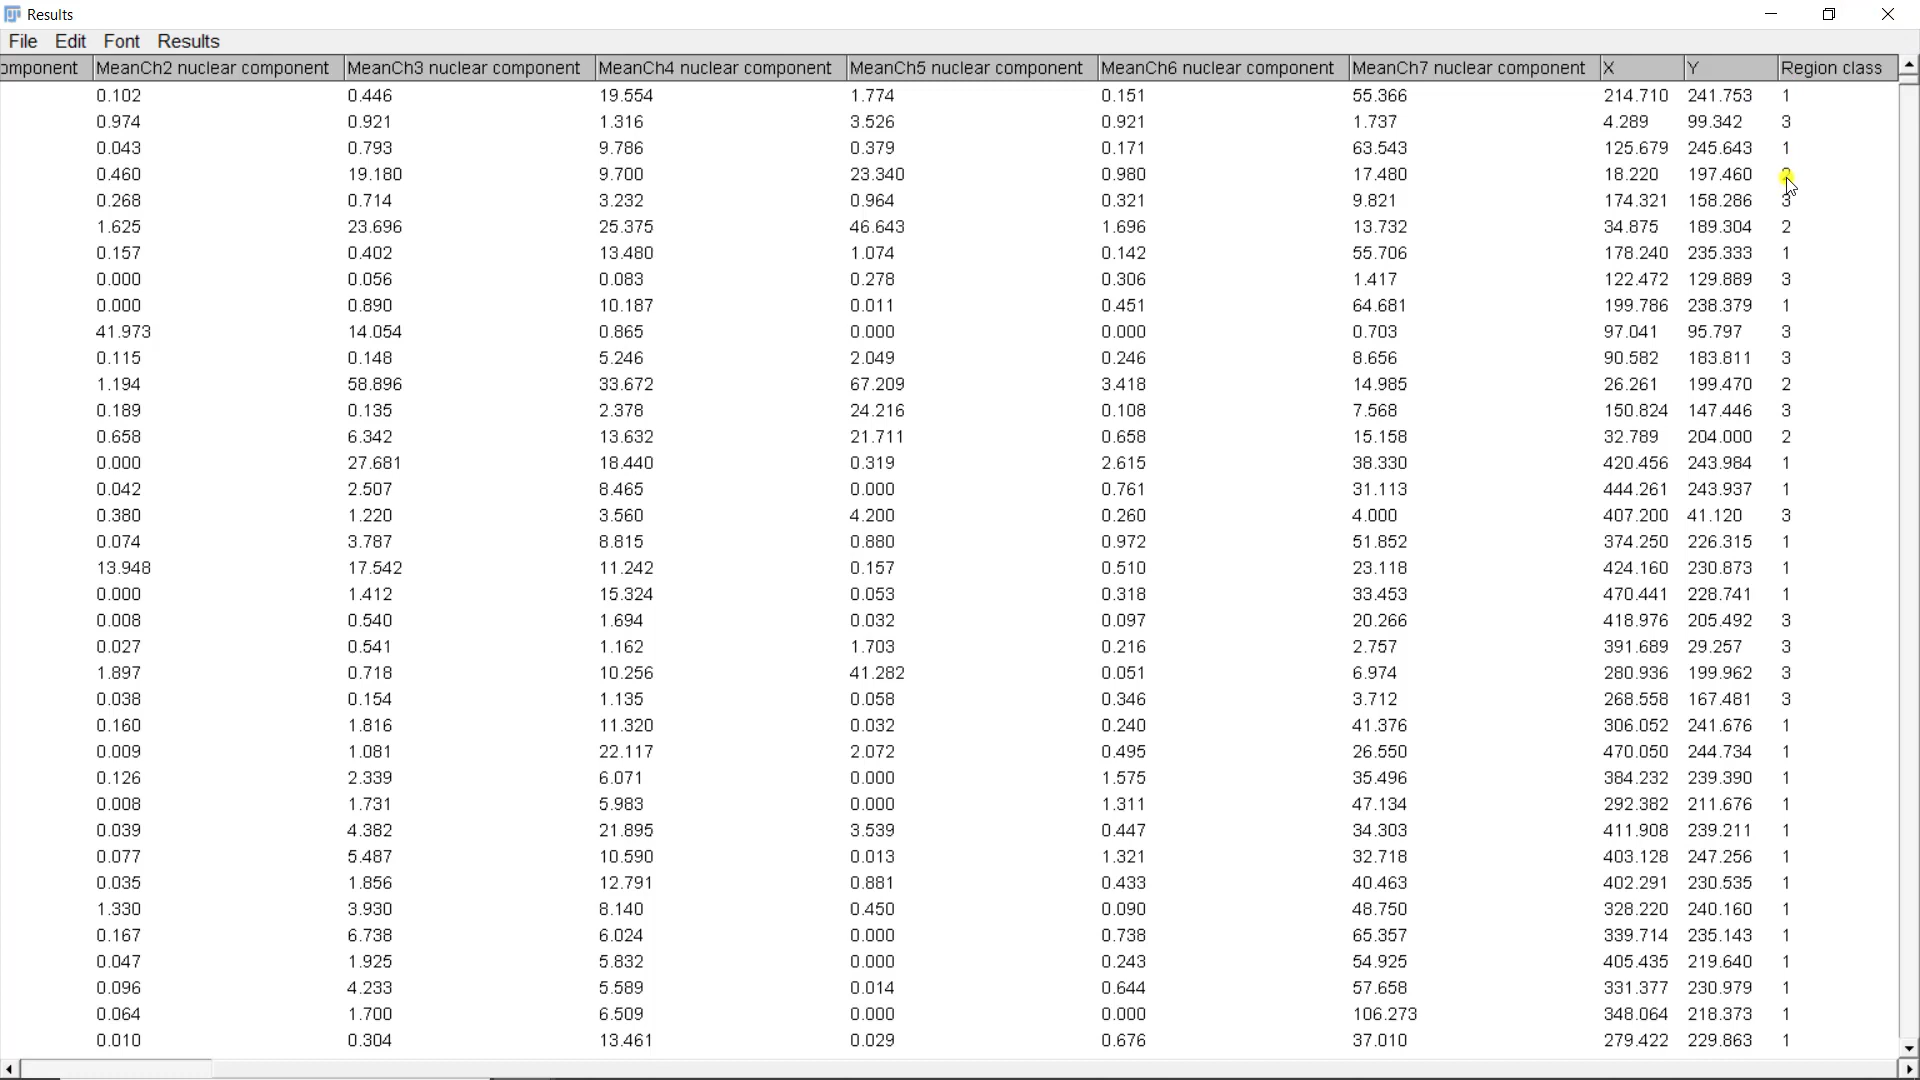 Results
File Edit Font Results
omponent MeanCh2 nuclear component MeanCh3 nuclear component MeanCh4 nuclear component MeanCh5 nuclear component MeanCh6 nuclear component MeanCh7 nuclear component X Y Region class
0.102 0.446 19.554 1.774 0.151 55.366 214.710 241.753 1
0.974 0.921 1.316 3.526 0.921 1.737 4.289 99.342 3
0.043 0.793 9.786 0.379 0.171 63.543 125.679 245.643 1
0.460 19.180 9.700 23.340 0.980 17.480 18.220 197.460
0.268 0.714 3.232 0.964 0.321 9.821 174.321 158.286 3
1.625 23.696 25.375 46.643 1.696 13.732 34.875 189.304 2
0.157 0.402 13.480 1.074 0.142 55.706 178.240 235.333 1
0.000 0.056 0.083 0.278 0.306 1.417 122.472 129.889 3
0.000 0.890 10.187 0.011 0.451 64.681 199.786 238.379 1
41.973 14.054 0.865 0.000 0.000 0.703 97.041 95.797 3
0.115 0.148 5.246 2.049 0.246 8.656 90.582 183.811 3
1.194 58.896 33.672 67.209 3.418 14.985 26.261 199.470 2
0.189 0.135 2.378 24.216 0.108 7.568 150.824 147.446 3
0.658 6.342 13.632 21.711 0.658 15.158 32.789 204.000 2
0.000 27.681 18.440 0.319 2.615 38.330 420.456 243.984 1
0.042 2.507 8.465 0.000 0.761 31.113 444.261 243.937 1
0.380 1.220 3.560 4.200 0.260 4.000 407.200 41.120 3
0.074 3.787 8.815 0.880 0.972 51.852 374.250 226.315 1
13.948 17.542 11.242 0.157 0.510 23.118 424.160 230.873 1
0.000 1.412 15.324 0.053 0.318 33.453 470.441 228.741 1
0.008 0.540 1.694 0.032 0.097 20.266 418.976 205.492 3
0.027 0.541 1.162 1.703 0.216 2.757 391.689 29.257 3
1.897 0.718 10.256 41.282 0.051 6.974 280.936 199.962 3
0.038 0.154 1.135 0.058 0.346 3.712 268.558 167.481 3
0.160 1.816 11.320 0.032 0.240 41.376 306.052 241.676 1
0.009 1.081 22.117 2.072 0.495 26.550 470.050 244.734 1
0.126 2.339 6.071 0.000 1.575 35.496 384.232 239.390 1
0.008 1.731 5.983 0.000 1.311 47.134 292.382 211.676 1
0.039 4.382 21.895 3.539 0.447 34.303 411.908 239.211 1
0.077 5.487 10.590 0.013 1.321 32.718 403.128 247.256 1
0.035 1.856 12.791 0.881 0.433 40.463 402.291 230.535 1
1.330 3.930 8.140 0.450 0.090 48.750 328.220 240.160 1
0.167 6.738 6.024 0.000 0.738 65.357 339.714 235.143 1
0.047 1.925 5.832 0.000 0.243 54.925 405.435 219.640 1
0.096 4.233 5.589 0.014 0.644 57.658 331.377 230.979 1
0.064 1.700 6.509 0.000 0.000 106.273 348.064 218.373 1
0.010 0.304 13.461 0.029 0.676 37.010 279.422 229.863 1